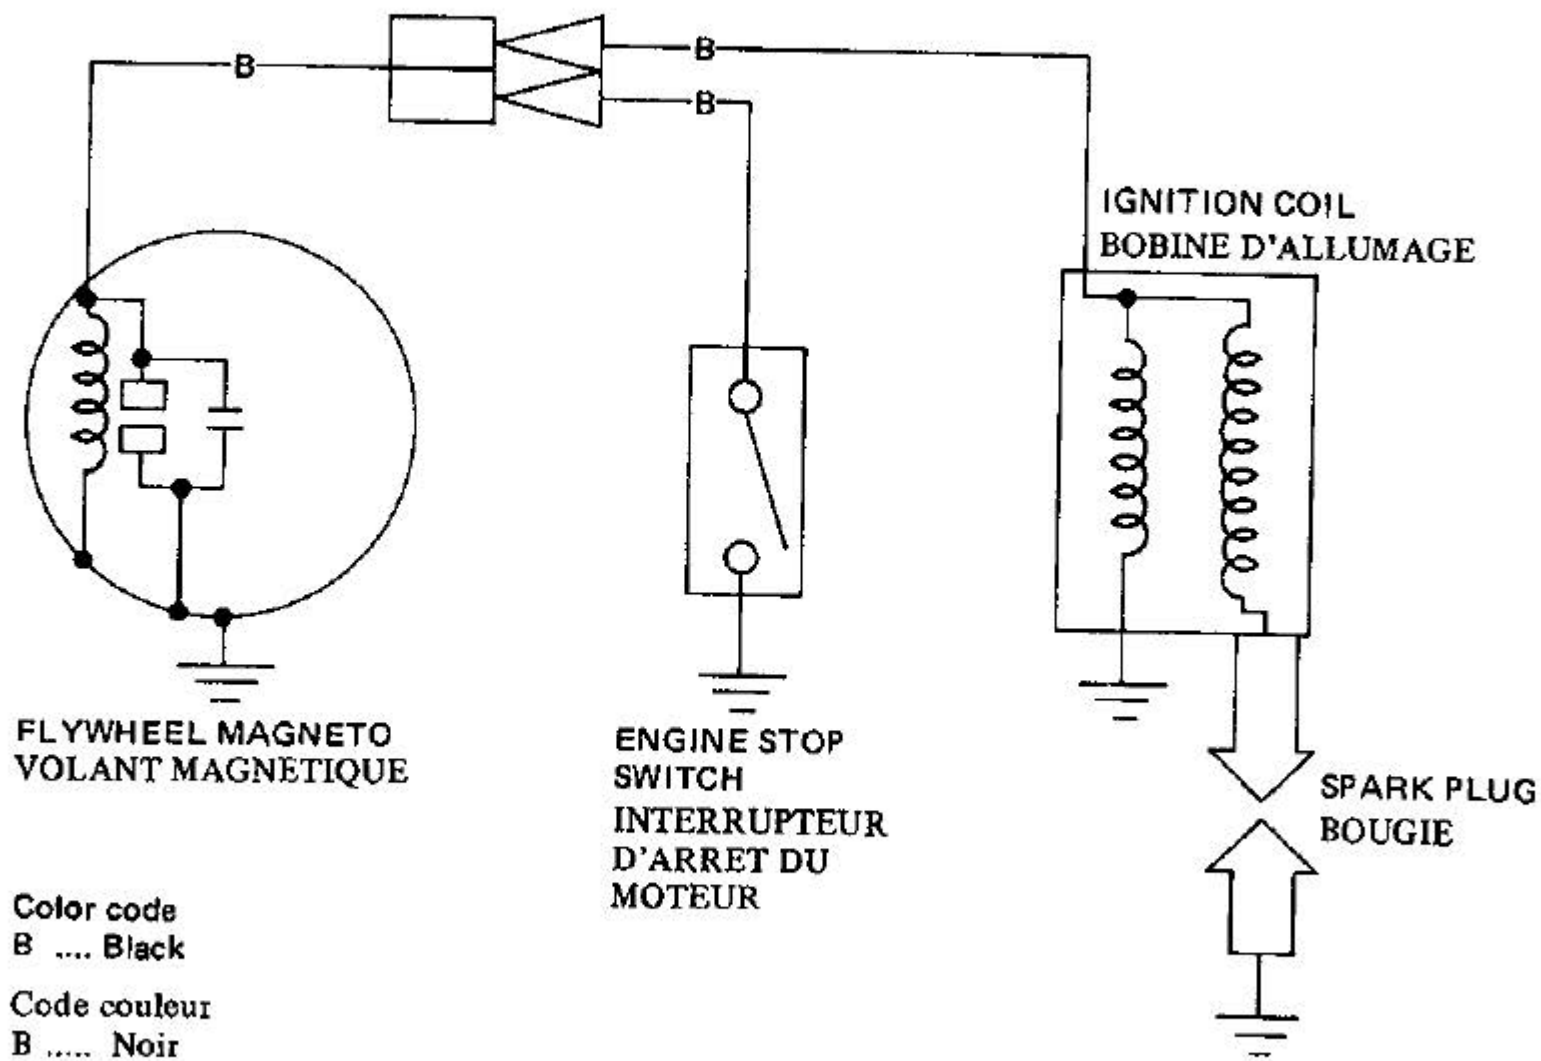 B
B
B
IGNITION COIL
BOBINE D'ALLUMAGE
FLYWHEEL MAGNETO
VOLANT MAGNETIQUE
ENGINE STOP
SWITCH
INTERRUPTEUR
D'ARRET DU
MOTEUR
SPARK PLUG
BOUGIE
Color code
B .... Black
Code couleur
B ..... Noir